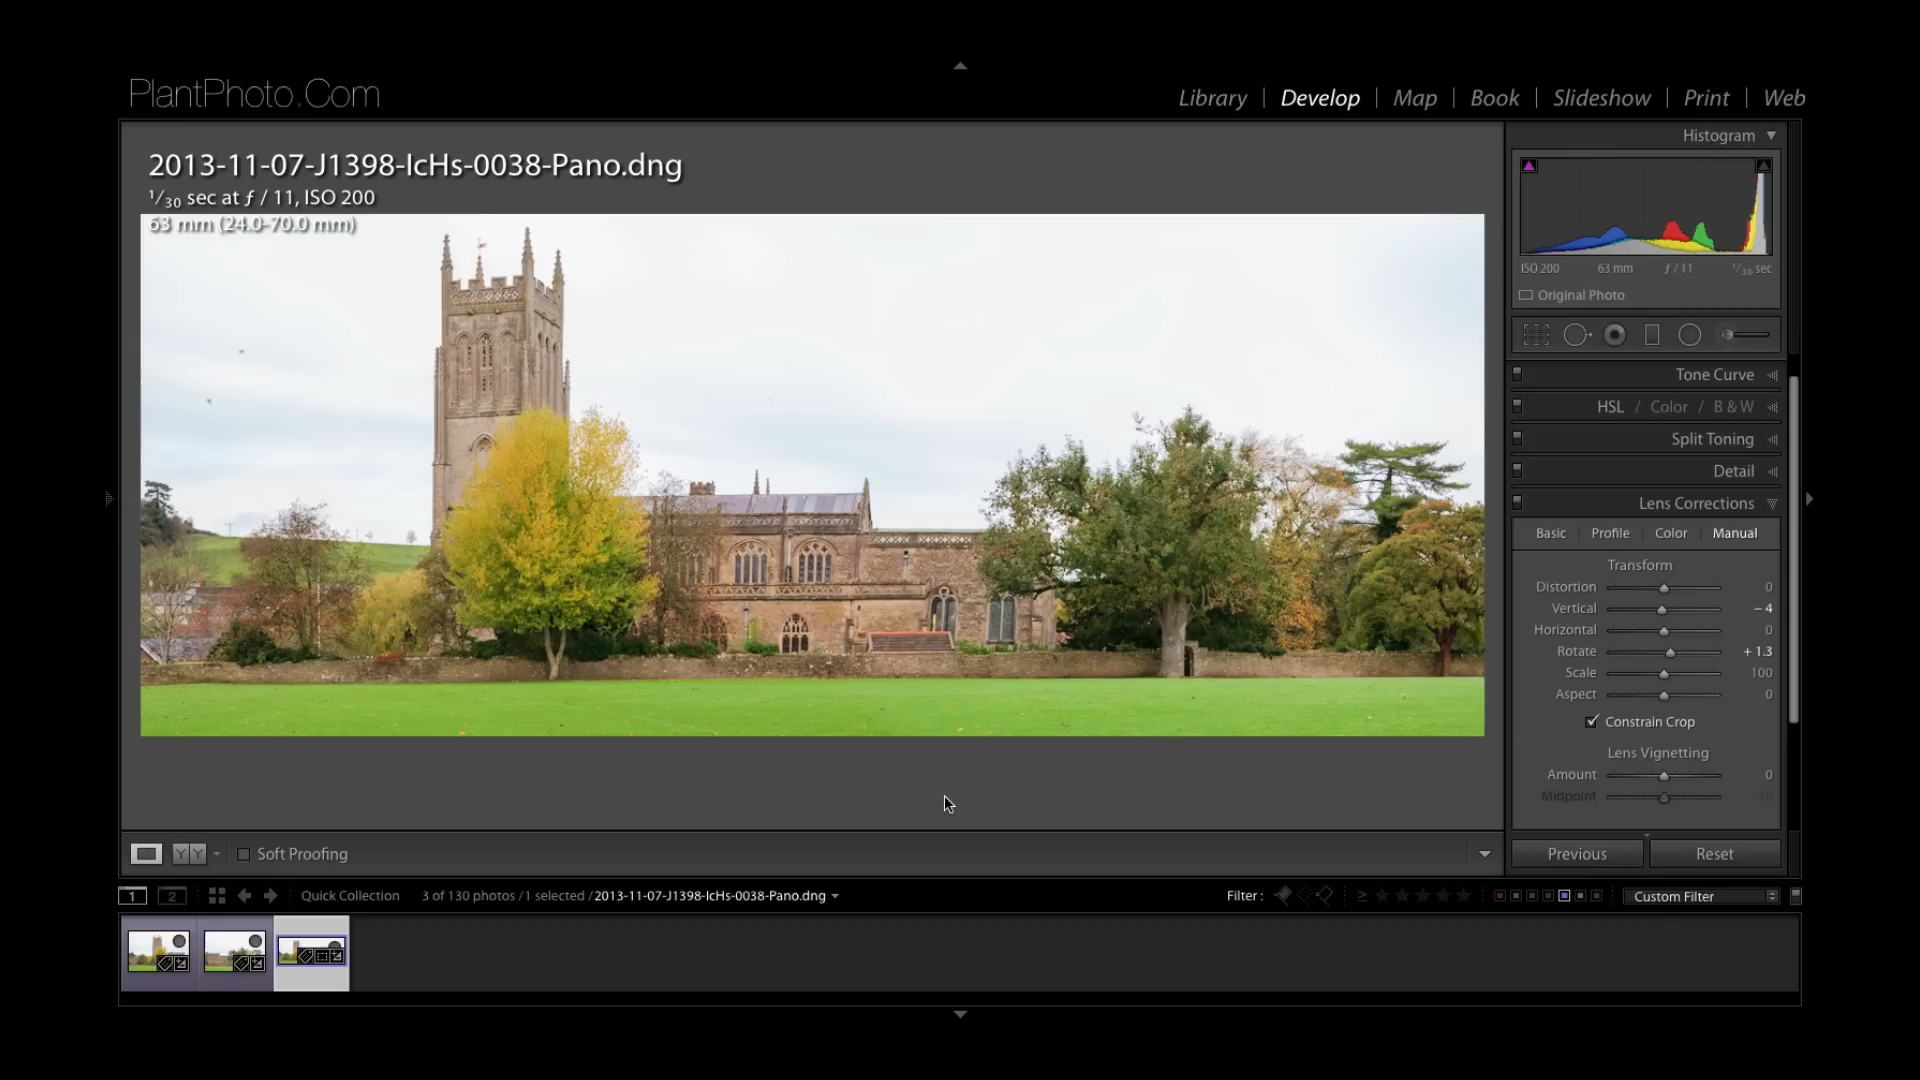 PlantPhoto.Com
Library | Develop | Map | Book | Slideshow | Print | Web
2013-11-07-J1398-IcHs-0038-Pano.dng
1/30 sec at ƒ / 11, ISO 200
63 mm (24.0-70.0 mm)
Histogram
ISO 200 63 mm ƒ / 11 1/30 sec
Original Photo
Tone Curve
HSL / Color / B & W
Split Toning
Detail
Lens Corrections
Basic | Profile | Color | Manual
Transform
Distortion 0
Vertical – 4
Horizontal 0
Rotate + 1.3
Scale 100
Aspect 0
Constrain Crop
Lens Vignetting
Amount 0
Midpoint 50
YY Soft Proofing
Previous Reset
1 2 Quick Collection 3 of 130 photos /1 selected /2013-11-07-J1398-IcHs-0038-Pano.dng Filter : ≥ Custom Filter